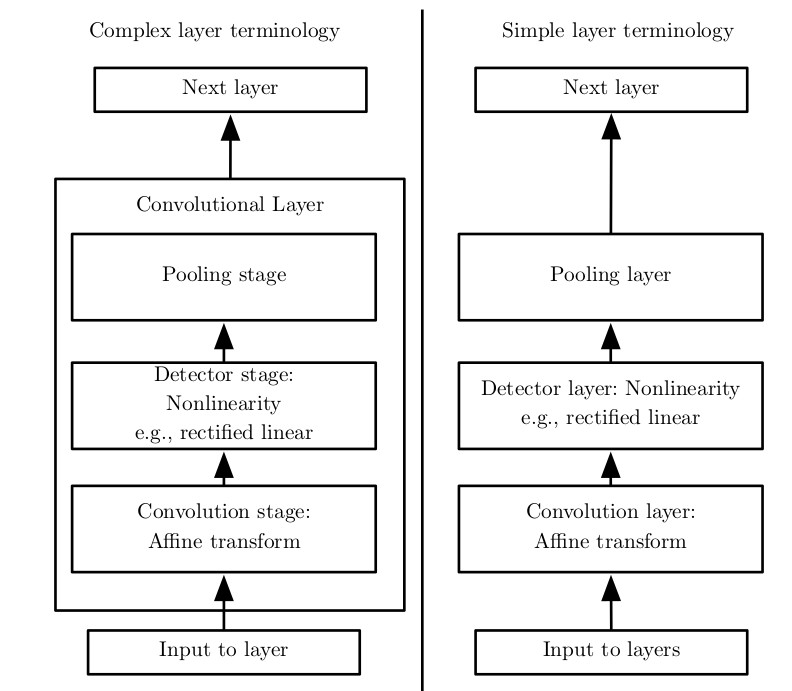 Complex layer terminology
Next layer
Convolutional Layer
Pooling stage
Detector stage:
Nonlinearity
e.g., rectified linear
Convolution stage:
Affine transform
Input to layer
Simple layer terminology
Next layer
Pooling layer
Detector layer: Nonlinearity
e.g., rectified linear
Convolution layer:
Affine transform
Input to layers